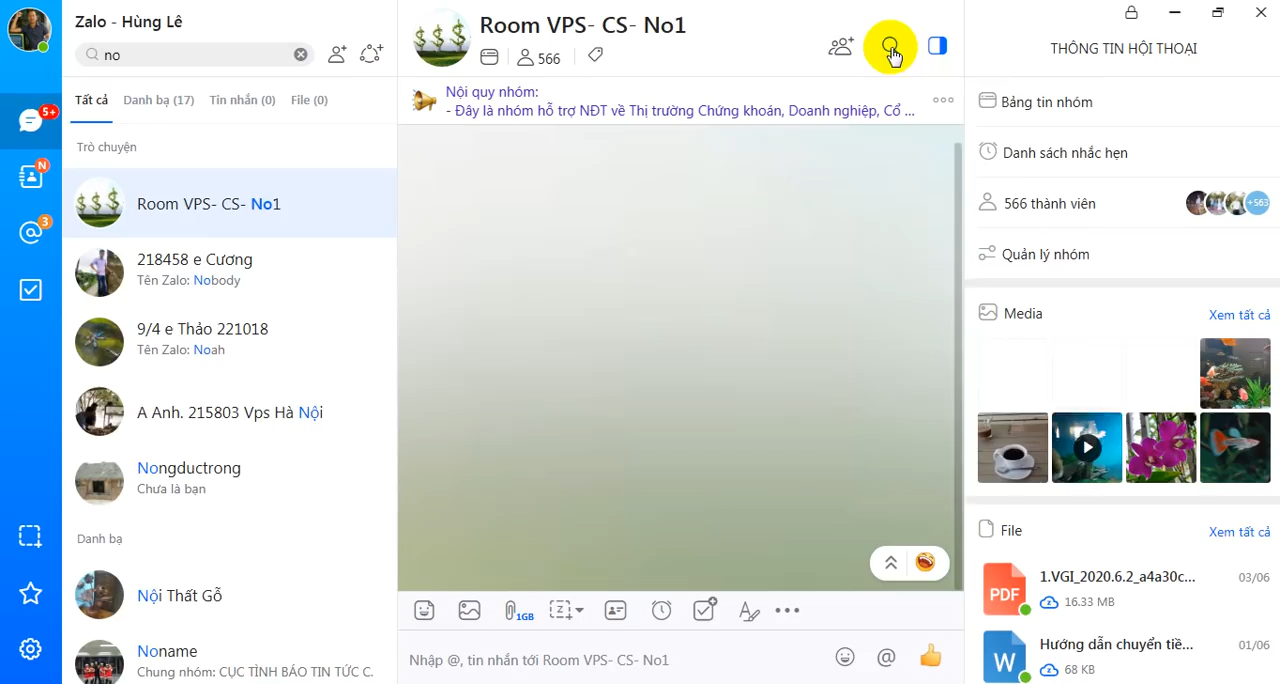 Zalo - Hùng Lê
no
Tất cả
Danh bạ (17)
Tin nhắn (0)
File (0)
Trò chuyện
Room VPS- CS- No1
218458 e Cương
Tên Zalo: Nobody
9/4 e Thảo 221018
Tên Zalo: Noah
A Anh. 215803 Vps Hà Nội
Nongductrong
Chưa là bạn
Danh bạ
Nội Thất Gỗ
Noname
Chung nhóm: CỤC TÌNH BÁO TIN TỨC C.
5+
N
3
Room VPS- CS- No1
566
Nội quy nhóm:
- Đây là nhóm hỗ trợ NĐT về Thị trường Chứng khoán, Doanh nghiệp, Cổ ...
1GB
Nhập @, tin nhắn tới Room VPS- CS- No1
THÔNG TIN HỘI THOẠI
Bảng tin nhóm
Danh sách nhắc hẹn
566 thành viên
+563
Quản lý nhóm
Media
Xem tất cả
File
Xem tất cả
PDF
1.VGI_2020.6.2_a4a30c...
03/06
16.33 MB
W
Hướng dẫn chuyển tiề...
01/06
68 KB